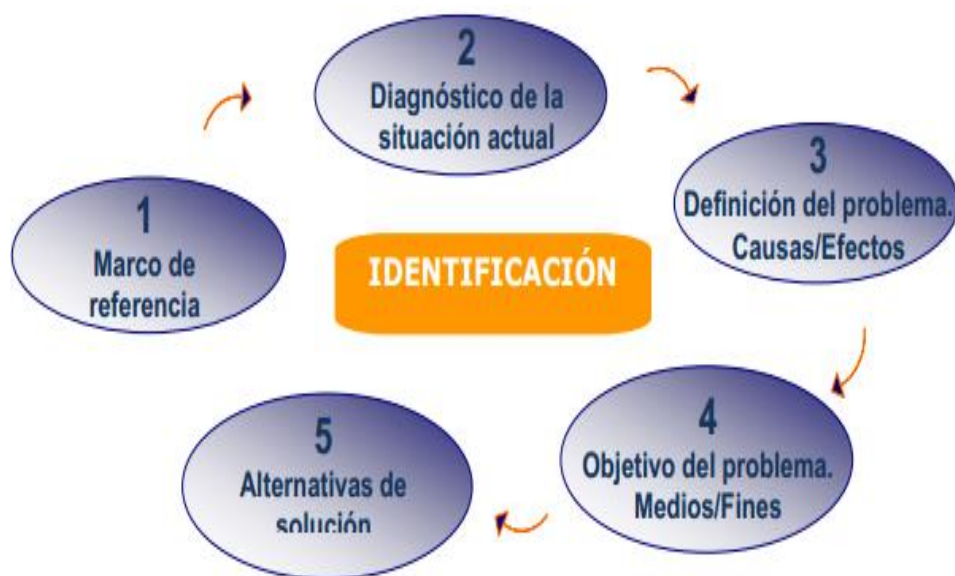 1
Marco de
referencia
2
Diagnóstico de la
situación actual
3
Definición del problema.
Causas/Efectos
IDENTIFICACIÓN
4
Objetivo del problema.
Medios/Fines
5
Alternativas de
solución